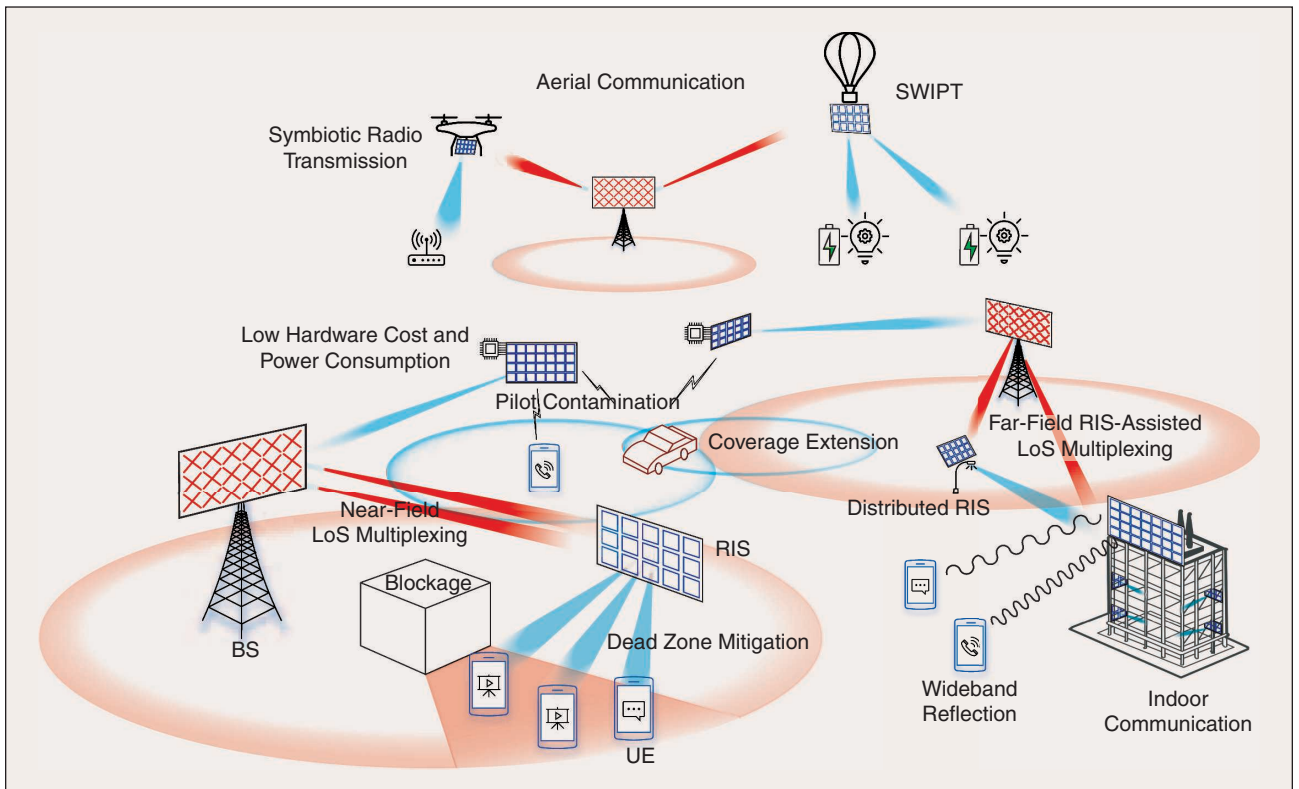 Aerial Communication
SWIPT
Symbiotic Radio
Transmission
Low Hardware Cost and
Power Consumption
Pilot Contamination
Coverage Extension
Far-Field RIS-Assisted
LoS Multiplexing
Distributed RIS
Near-Field
LoS Multiplexing
RIS
Blockage
Dead Zone Mitigation
BS
UE
Wideband
Reflection
Indoor
Communication